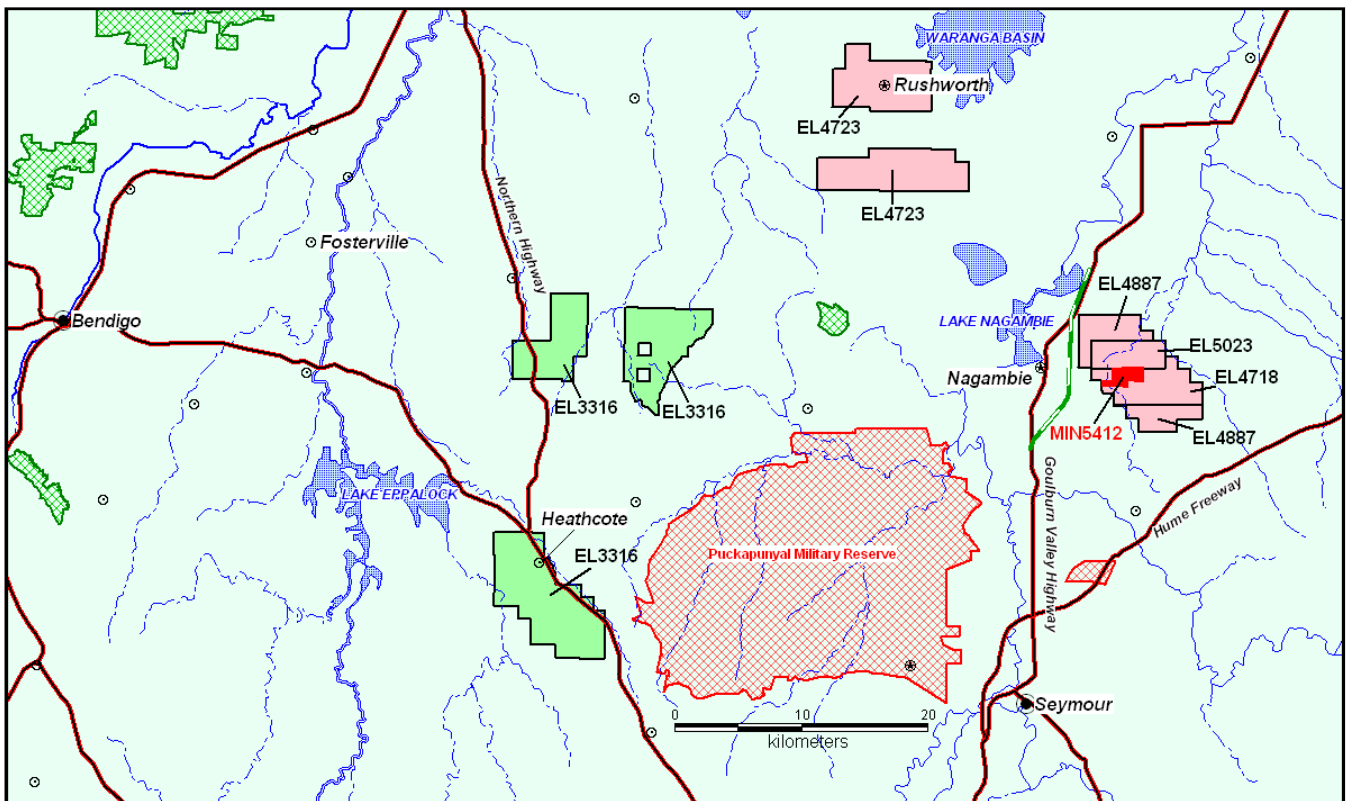 WARANGA BASIN
Rushworth
EL4723
EL4723
Northern Highway
Fosterville
EL4887
Bendigo
LAKE NAGAMBIE
EL5023
Nagambie
EL4718
EL3316
EL3316
MIN5412
EL4887
Goulburn Valley Highway
Hume Freeway
LAKE EPPALOCK
Heathcote
EL3316
Puckapunyal Military Reserve
Seymour
0 10 20
kilometers